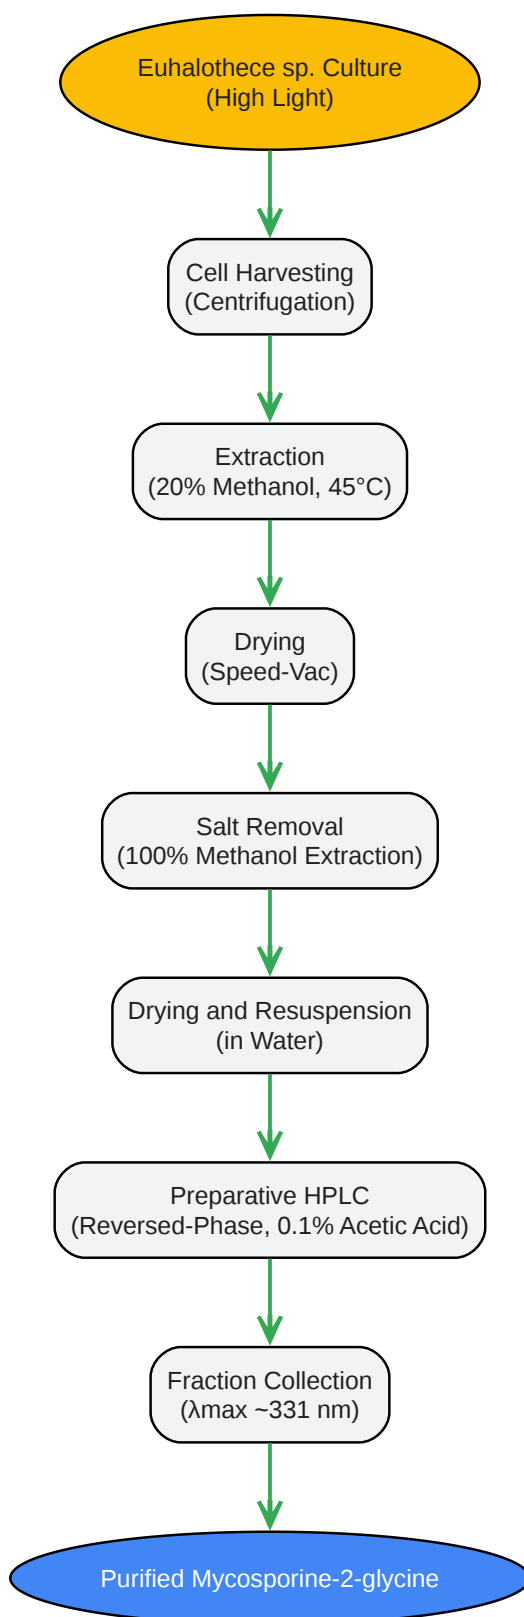 Euhalothece sp. Culture
(High Light)
Cell Harvesting
(Centrifugation)
Extraction
(20% Methanol, 45°C)
Drying
(Speed-Vac)
Salt Removal
(100% Methanol Extraction)
Drying and Resuspension
(in Water)
Preparative HPLC
(Reversed-Phase, 0.1% Acetic Acid)
Fraction Collection
(λmax ~331 nm)
Purified Mycosporine-2-glycine